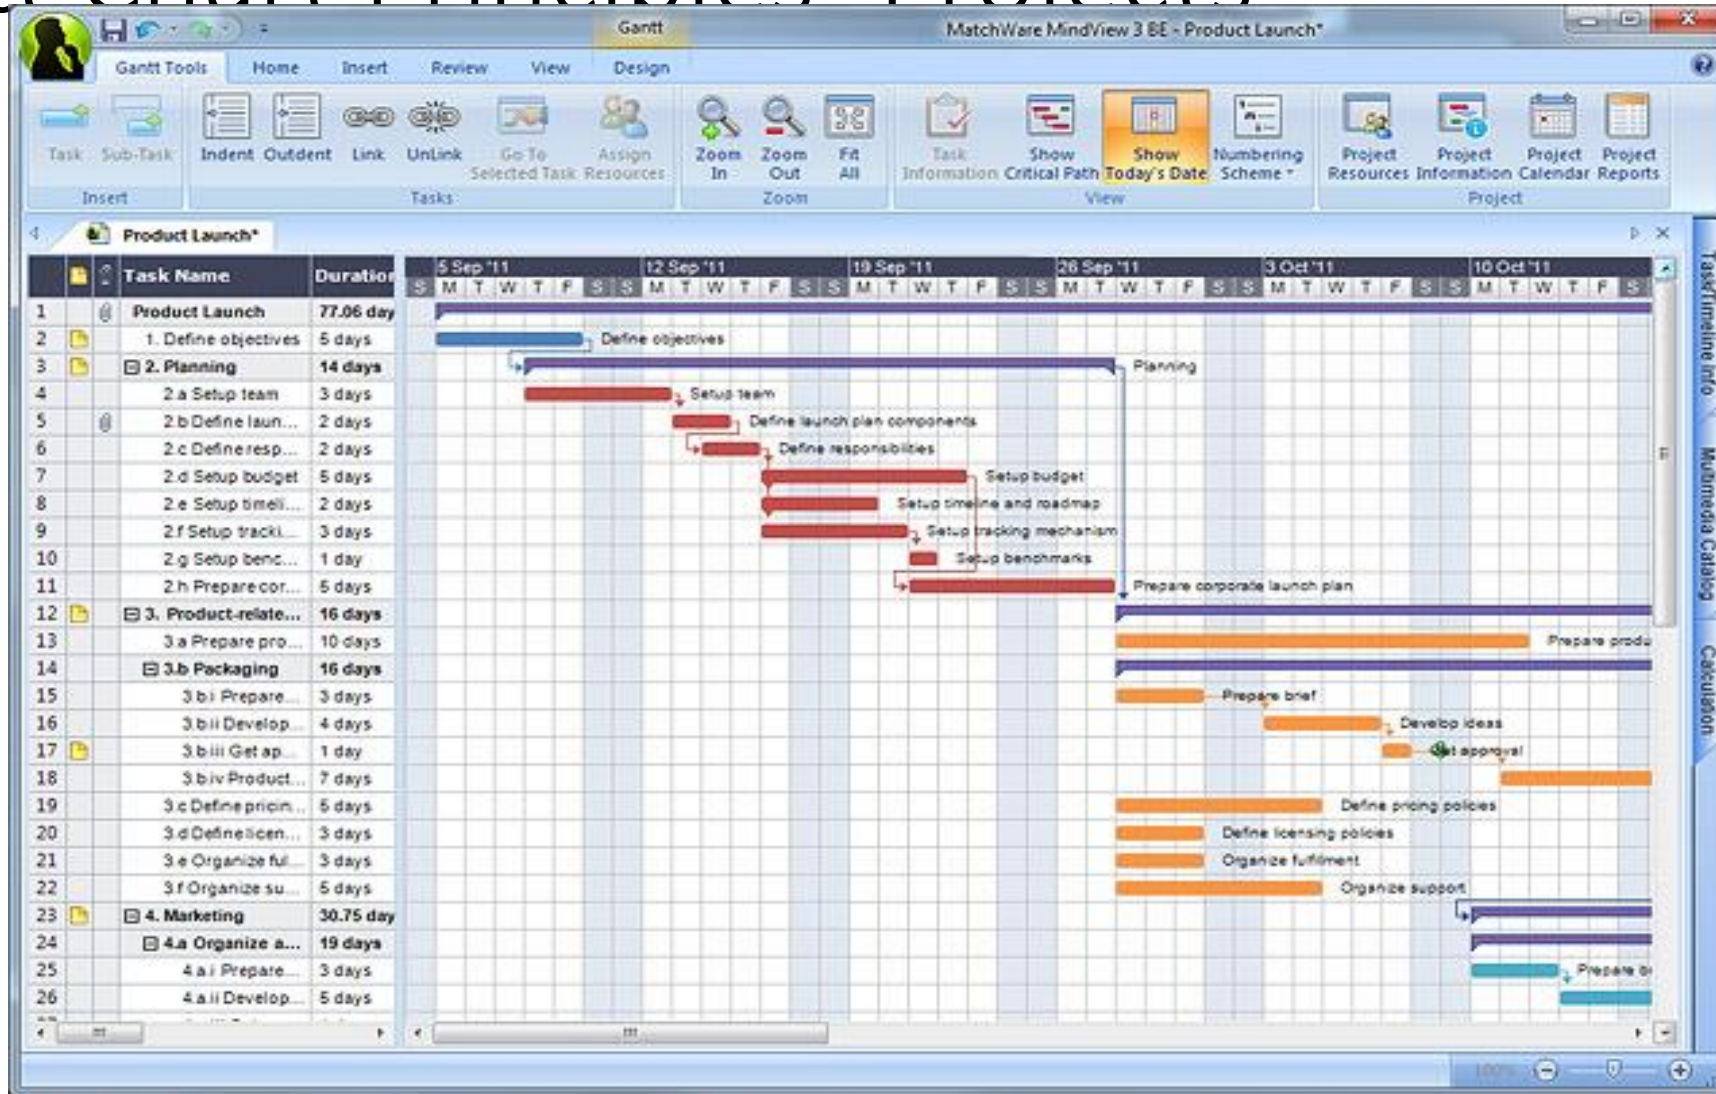 Gantt
MatchWare MindView 3 BE - Product Launch*
Gantt Tools Home Insert Review View Design
Task Sub-Task Indent Outdent Link UnLink Go To Selected Task Assign Resources Zoom In Zoom Out Fit All Task Information Show Critical Path Show Today's Date Numbering Scheme Project Resources Project Information Project Calendar Project Reports
Insert Tasks Zoom View Project
Product Launch*
Task Name Duration 5 Sep '11 12 Sep '11 19 Sep '11 26 Sep '11 3 Oct '11 10 Oct '11
S M T W T F S S M T W T F S S M T W T F S S M T W T F S S M T W T F S S M T W T F S
1 Product Launch 77.06 day
2 1. Define objectives 5 days Define objectives
3 2. Planning 14 days Planning
4 2.a Setup team 3 days Setup team
5 2.b Define laun... 2 days Define launch plan components
6 2.c Define resp... 2 days Define responsibilities
7 2.d Setup budget 5 days Setup budget
8 2.e Setup timeli... 2 days Setup timeline and roadmap
9 2.f Setup tracki... 3 days Setup tracking mechanism
10 2.g Setup benc... 1 day Setup benchmarks
11 2.h Prepare cor... 5 days Prepare corporate launch plan
12 3. Product-relate... 16 days
13 3.a Prepare pro... 10 days Prepare produ
14 3.b Packaging 16 days
15 3.b.i Prepare... 3 days Prepare brief
16 3.b.ii Develop... 4 days Develop ideas
17 3.b.iii Get ap... 1 day Get approval
18 3.b.iv Product... 7 days
19 3.c Define pricin... 5 days Define pricing policies
20 3.d Define licen... 3 days Define licensing policies
21 3.e Organize ful... 3 days Organize fulfilment
22 3.f Organize su... 5 days Organize support
23 4. Marketing 30.75 day
24 4.a Organize a... 19 days
25 4.a.i Prepare... 3 days Prepare br
26 4.a.ii Develop... 5 days
Task/Timeline info
Multimedia Catalog
Calculation
100%